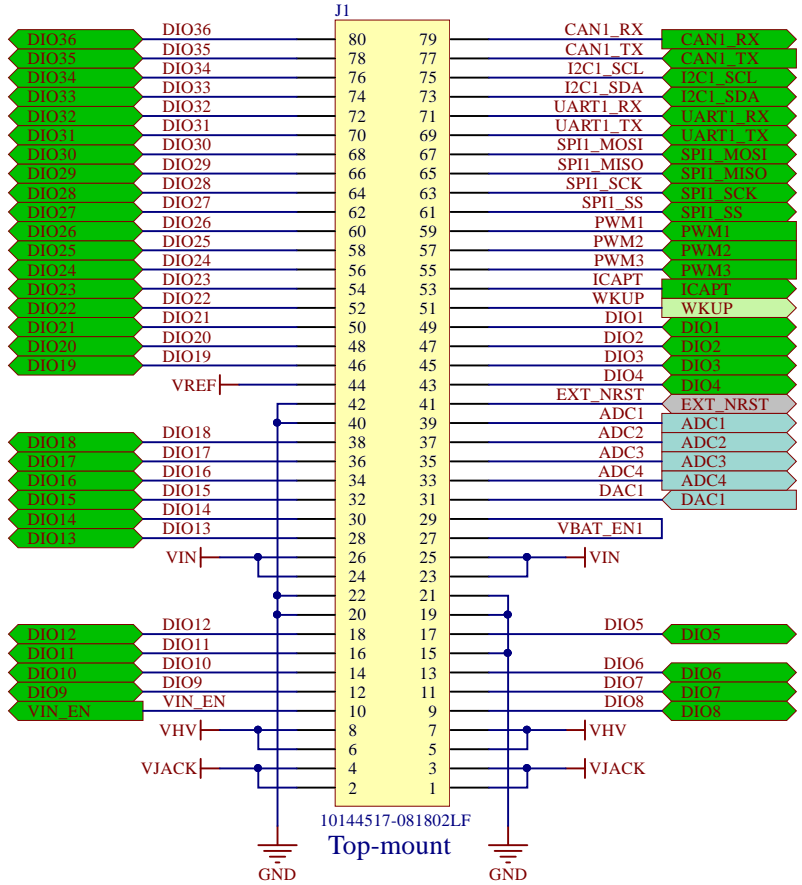 J1
DIO36 DIO36 80 79 CAN1_RX CAN1_RX
DIO35 DIO35 78 77 CAN1_TX CAN1_TX
DIO34 DIO34 76 75 I2C1_SCL I2C1_SCL
DIO33 DIO33 74 73 I2C1_SDA I2C1_SDA
DIO32 DIO32 72 71 UART1_RX UART1_RX
DIO31 DIO31 70 69 UART1_TX UART1_TX
DIO30 DIO30 68 67 SPI1_MOSI SPI1_MOSI
DIO29 DIO29 66 65 SPI1_MISO SPI1_MISO
DIO28 DIO28 64 63 SPI1_SCK SPI1_SCK
DIO27 DIO27 62 61 SPI1_SS SPI1_SS
DIO26 DIO26 60 59 PWM1 PWM1
DIO25 DIO25 58 57 PWM2 PWM2
DIO24 DIO24 56 55 PWM3 PWM3
DIO23 DIO23 54 53 ICAPT ICAPT
DIO22 DIO22 52 51 WKUP WKUP
DIO21 DIO21 50 49 DIO1 DIO1
DIO20 DIO20 48 47 DIO2 DIO2
DIO19 DIO19 46 45 DIO3 DIO3
VREF 44 43 DIO4 DIO4
42 41 EXT_NRST EXT_NRST
40 39 ADC1 ADC1
DIO18 DIO18 38 37 ADC2 ADC2
DIO17 DIO17 36 35 ADC3 ADC3
DIO16 DIO16 34 33 ADC4 ADC4
DIO15 DIO15 32 31 DAC1 DAC1
DIO14 DIO14 30 29
DIO13 DIO13 28 27 VBAT_EN1
VIN 26 25 VIN
24 23
22 21
20 19
DIO12 DIO12 18 17 DIO5 DIO5
DIO11 DIO11 16 15
DIO10 DIO10 14 13 DIO6 DIO6
DIO9 DIO9 12 11 DIO7 DIO7
VIN_EN VIN_EN 10 9 DIO8 DIO8
VHV 8 7 VHV
6 5
VJACK 4 3 VJACK
2 1
10144517-081802LF
Top-mount
GND GND